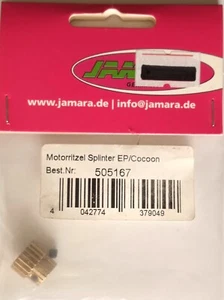 JAMARA
www.jamara.de | info@jamara.de
Motorritzel Splinter EP/Cocoon
Best.Nr: 505167
4 042774 379049